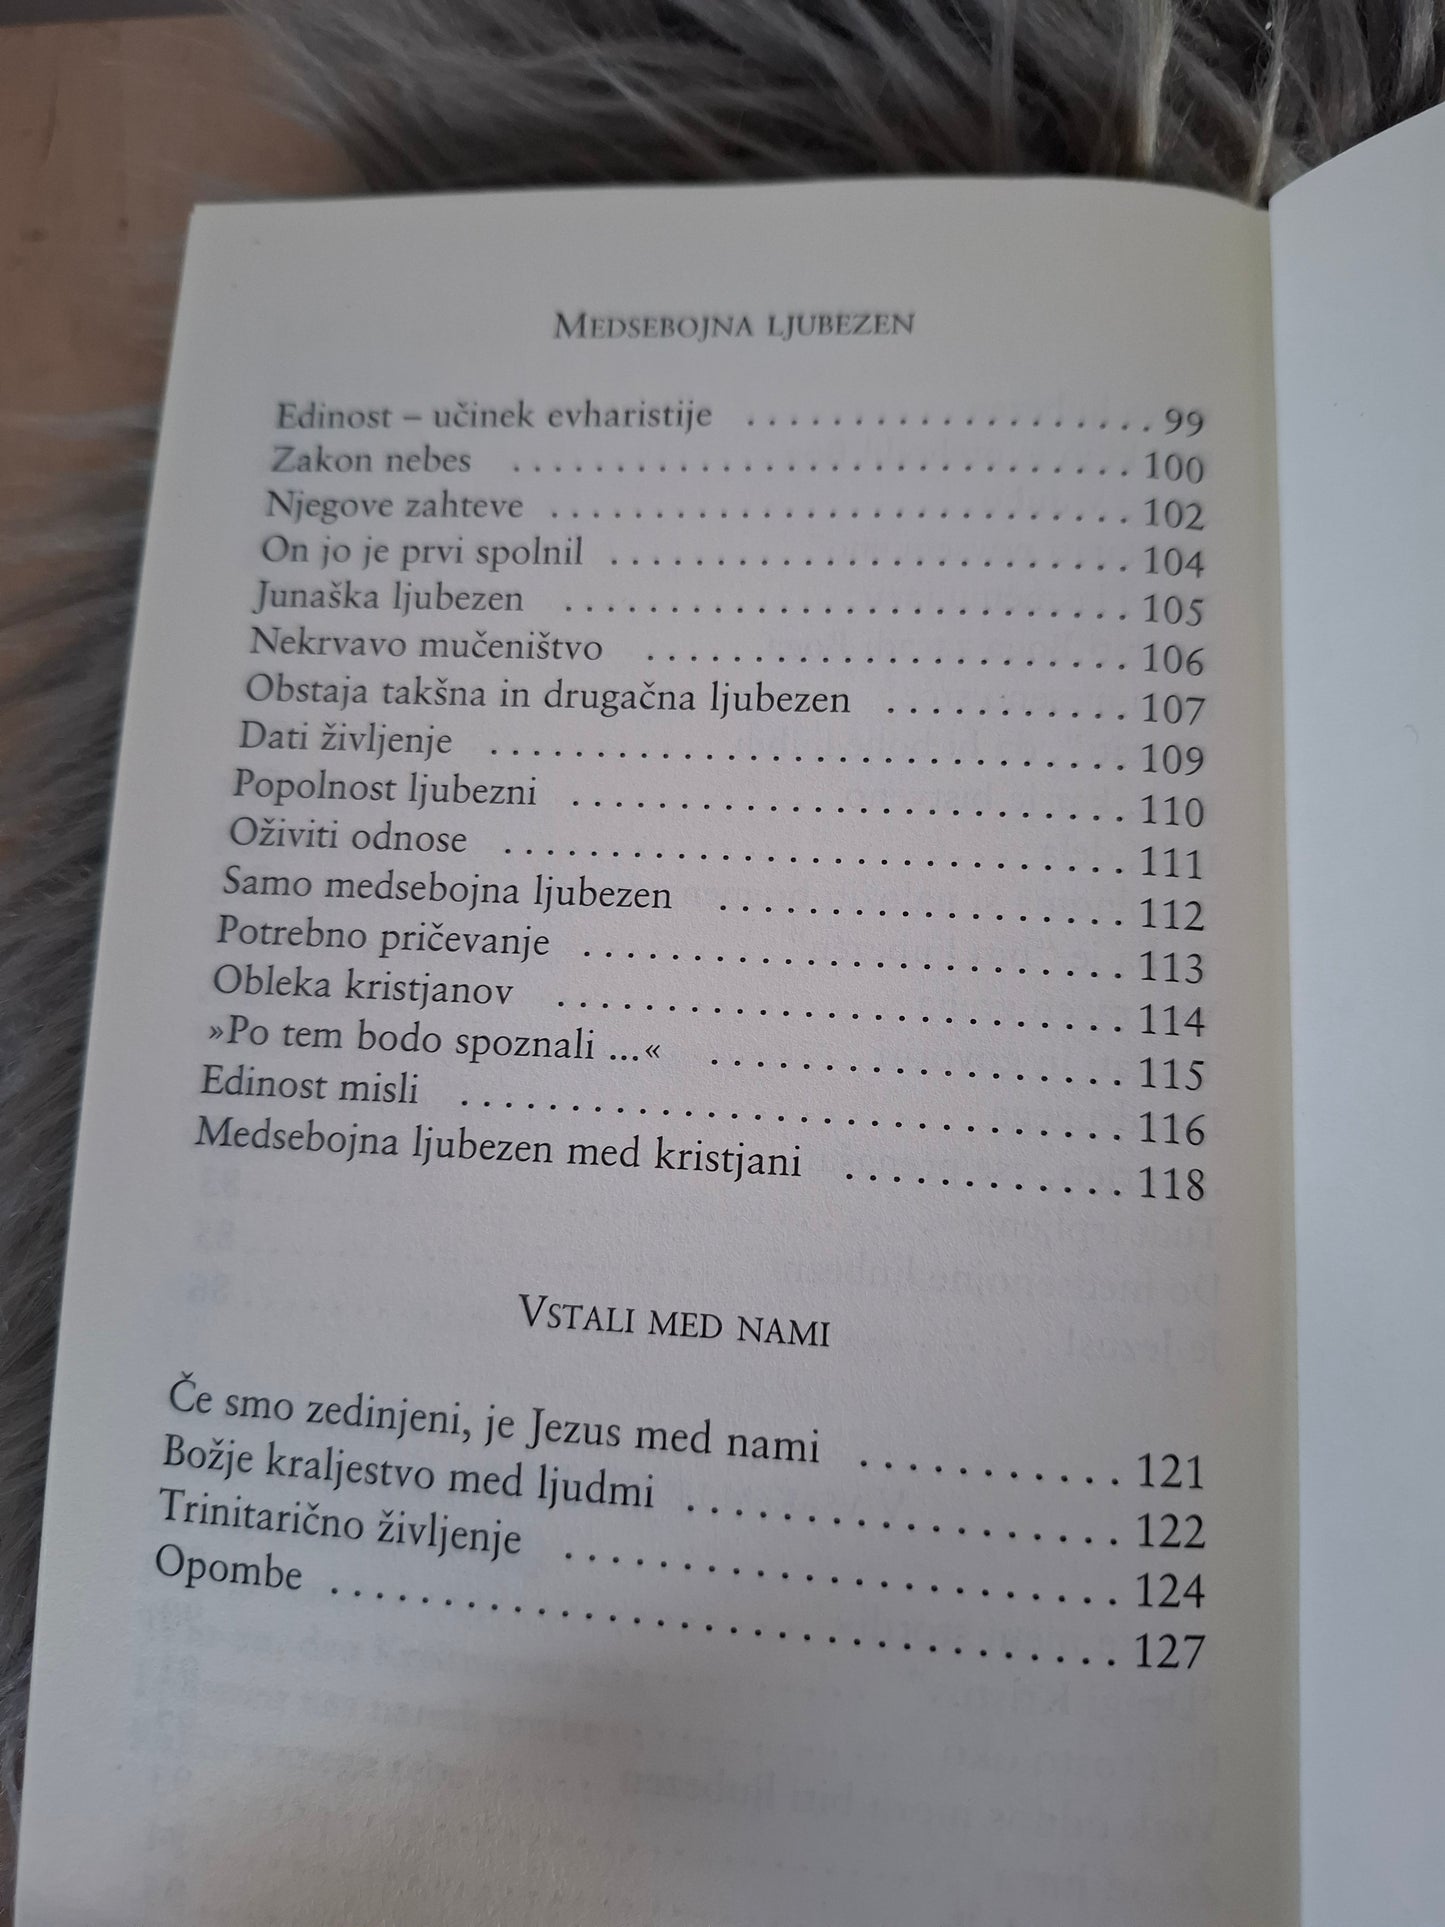 MEDSEBOJNA LJUBEZEN
Edinost – učinek evharistije . . . . . . . . . . . . . . . . . . . 99
Zakon nebes . . . . . . . . . . . . . . . . . . . . . . . . . . . . . 100
Njegove zahteve . . . . . . . . . . . . . . . . . . . . . . . . . . . 102
On jo je prvi spolnil . . . . . . . . . . . . . . . . . . . . . . . . 104
Junaška ljubezen . . . . . . . . . . . . . . . . . . . . . . . . . . 105
Nekrvavo mučeništvo . . . . . . . . . . . . . . . . . . . . . . 106
Obstaja takšna in drugačna ljubezen . . . . . . . . . . . 107
Dati življenje . . . . . . . . . . . . . . . . . . . . . . . . . . . . . 109
Popolnost ljubezni . . . . . . . . . . . . . . . . . . . . . . . . . 110
Oživiti odnose . . . . . . . . . . . . . . . . . . . . . . . . . . . . 111
Samo medsebojna ljubezen . . . . . . . . . . . . . . . . . . 112
Potrebno pričevanje . . . . . . . . . . . . . . . . . . . . . . . . 113
Obleka kristjanov . . . . . . . . . . . . . . . . . . . . . . . . . 114
»Po tem bodo spoznali ...« . . . . . . . . . . . . . . . . . . 115
Edinost misli . . . . . . . . . . . . . . . . . . . . . . . . . . . . . 116
Medsebojna ljubezen med kristjani . . . . . . . . . . . . 118
VSTALI MED NAMI
Če smo zedinjeni, je Jezus med nami . . . . . . . . . . . 121
Božje kraljestvo med ljudmi . . . . . . . . . . . . . . . . . 122
Trinitarično življenje . . . . . . . . . . . . . . . . . . . . . . . 124
Opombe . . . . . . . . . . . . . . . . . . . . . . . . . . . . . . . . 127